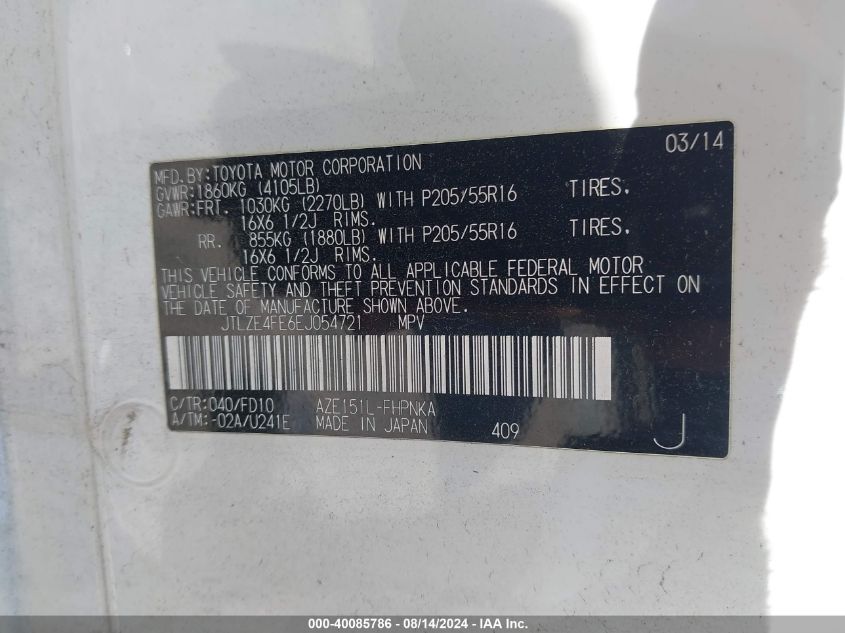 03/14
MFD. BY:TOYOTA MOTOR CORPORATION
GVWR:1860KG (4105LB)
GAWR:FRT. 1030KG (2270LB) WITH P205/55R16 TIRES.
16X6 1/2J RIMS.
RR. 855KG (1880LB) WITH P205/55R16 TIRES.
16X6 1/2J RIMS.
THIS VEHICLE CONFORMS TO ALL APPLICABLE FEDERAL MOTOR
VEHICLE SAFETY AND THEFT PREVENTION STANDARDS IN EFFECT ON
THE DATE OF MANUFACTURE SHOWN ABOVE.
JTLZE4FE6EJ054721 MPV
C/TR:040/FD10 AZE151L-FHPNKA
A/TM:-02A/U241E MADE IN JAPAN 409 J
000-40085786 - 08/14/2024 - IAA Inc.